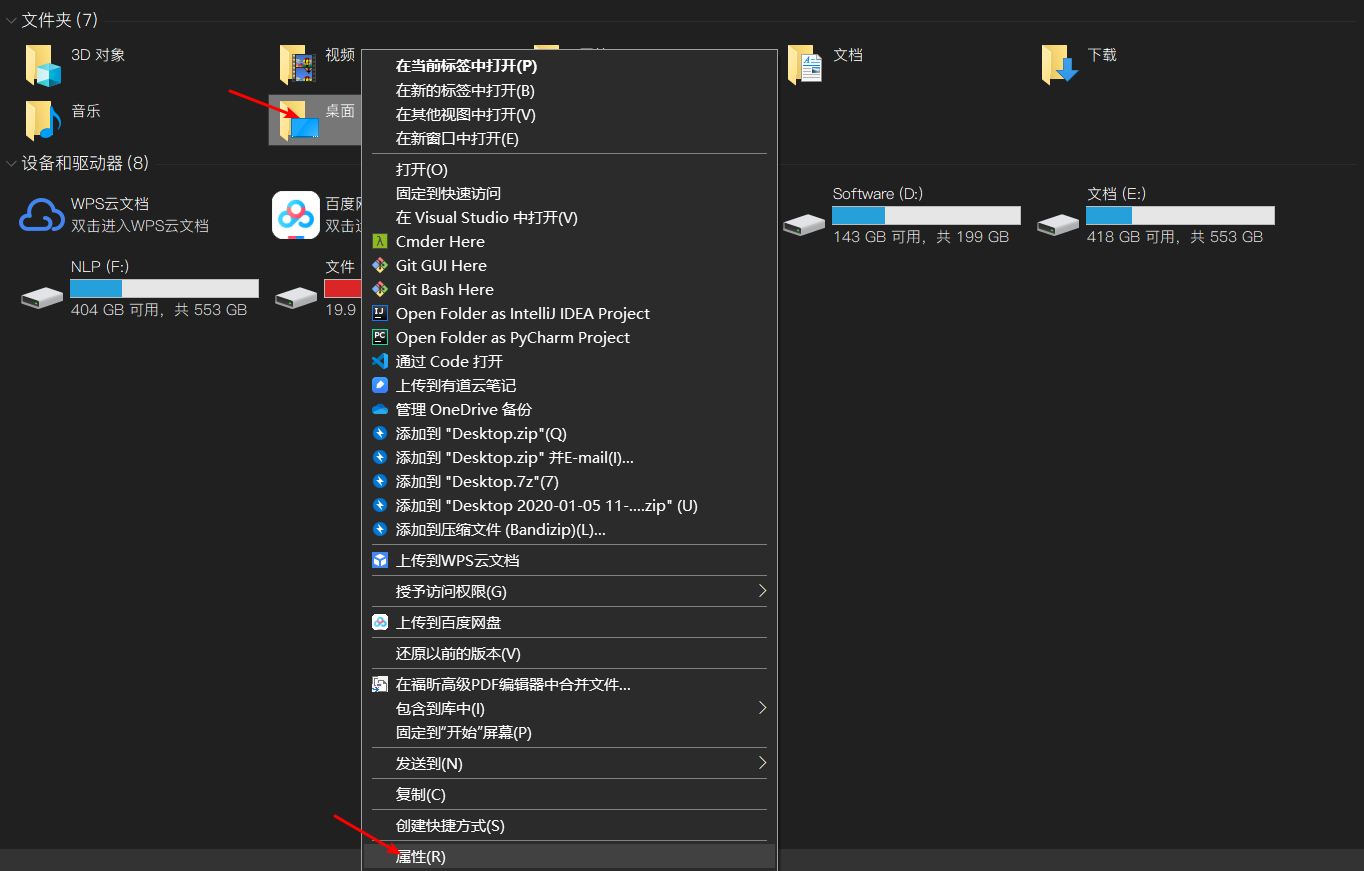 文件夹 (7)
3D 对象
视频
文档
下载
音乐
桌面
设备和驱动器 (8)
WPS云文档
双击进入WPS云文档
百度
双击
Software (D:)
143 GB 可用，共 199 GB
文档 (E:)
418 GB 可用，共 553 GB
NLP (F:)
404 GB 可用，共 553 GB
文件
19.9
在当前标签中打开(P)
在新的标签中打开(B)
在其他视图中打开(V)
在新窗口中打开(E)
打开(O)
固定到快速访问
在 Visual Studio 中打开(V)
Cmder Here
Git GUI Here
Git Bash Here
Open Folder as IntelliJ IDEA Project
Open Folder as PyCharm Project
通过 Code 打开
上传到有道云笔记
管理 OneDrive 备份
添加到 "Desktop.zip"(Q)
添加到 "Desktop.zip" 并E-mail(I)...
添加到 "Desktop.7z"(7)
添加到 "Desktop 2020-01-05 11-....zip" (U)
添加到压缩文件 (Bandizip)(L)...
上传到WPS云文档
授予访问权限(G)
上传到百度网盘
还原以前的版本(V)
在福昕高级PDF编辑器中合并文件...
包含到库中(I)
固定到“开始”屏幕(P)
发送到(N)
复制(C)
创建快捷方式(S)
属性(R)